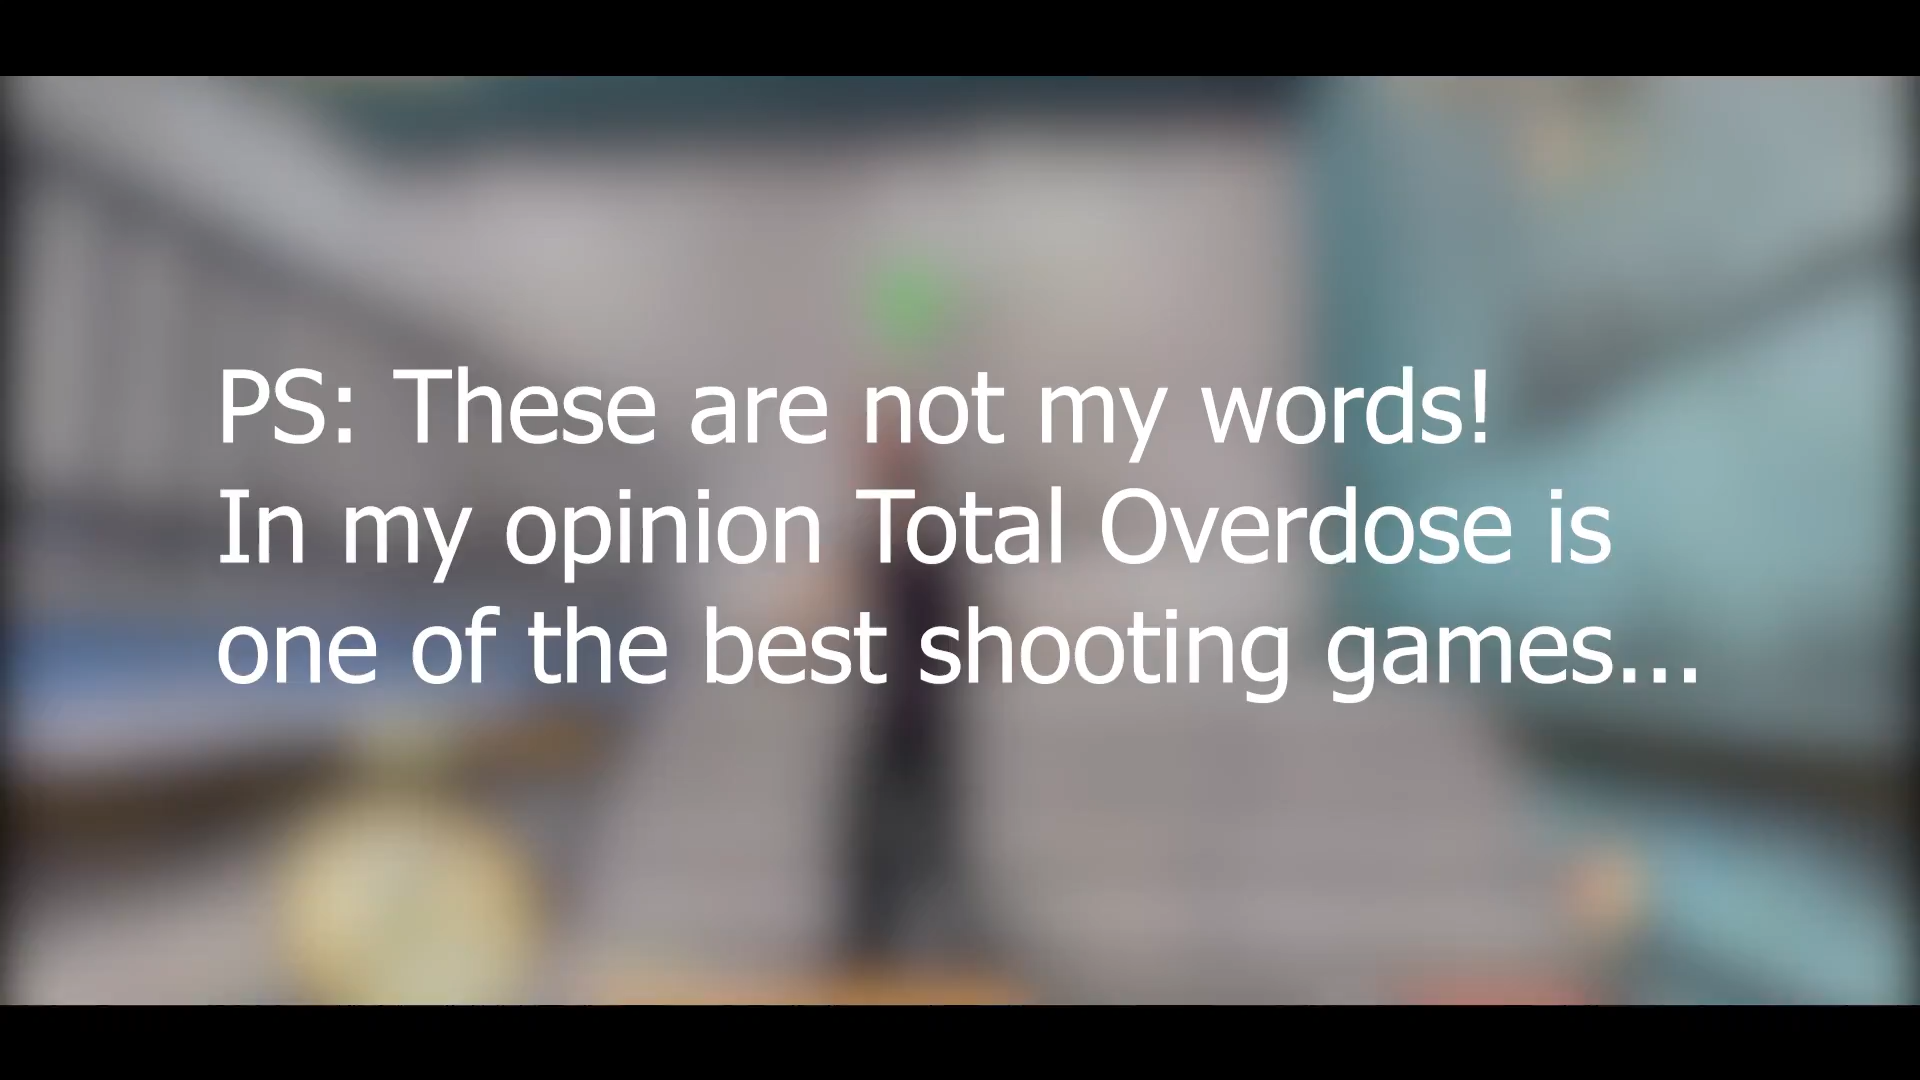 PS: These are not my words!
In my opinion Total Overdose is
one of the best shooting games...